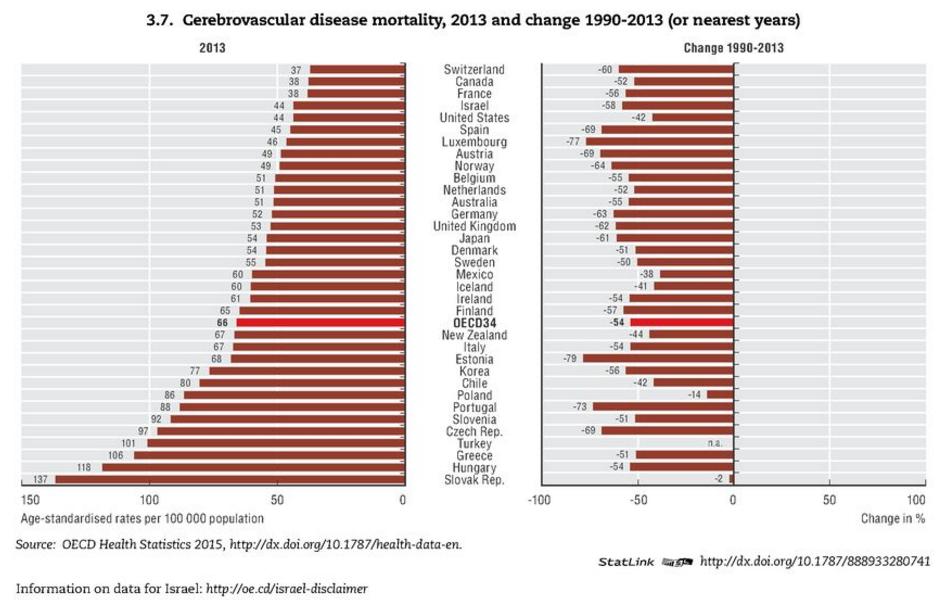 3.7. Cerebrovascular disease mortality, 2013 and change 1990-2013 (or nearest years)
2013 Change 1990-2013
37 Switzerland -60
38 Canada -52
38 France -56
44 Israel -58
44 United States -42
45 Spain -69
46 Luxembourg -77
49 Austria -69
49 Norway -64
51 Belgium -55
51 Netherlands -52
51 Australia -55
52 Germany -63
53 United Kingdom -62
54 Japan -61
54 Denmark -51
55 Sweden -50
60 Mexico -38
60 Iceland -41
61 Ireland -54
65 Finland -57
66 OECD34 -54
67 New Zealand -44
67 Italy -54
68 Estonia -79
77 Korea -56
80 Chile -42
86 Poland -14
88 Portugal -73
92 Slovenia -51
97 Czech Rep. -69
101 Turkey n.a.
106 Greece -51
118 Hungary -54
137 Slovak Rep. -2
150 100 50 0 -100 -50 0 50 100
Age-standardised rates per 100 000 population Change in %
Source: OECD Health Statistics 2015, http://dx.doi.org/10.1787/health-data-en.
StatLink http://dx.doi.org/10.1787/888933280741
Information on data for Israel: http://oe.cd/israel-disclaimer